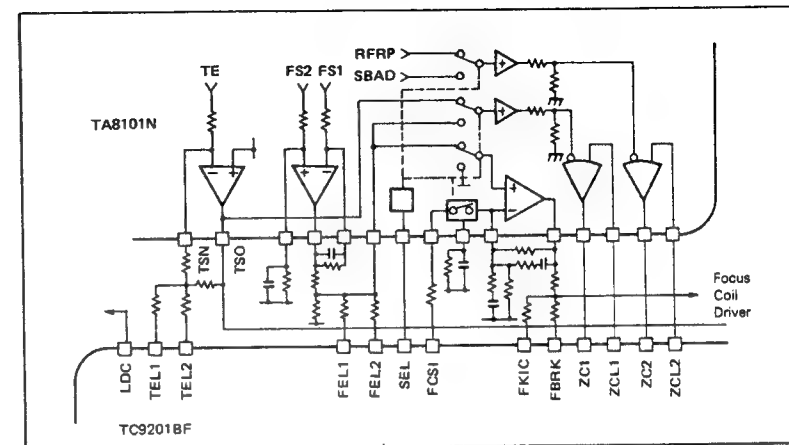 RFRP
SBAD
TE
FS2 FS1
TA8101N
TSN
TSO
Focus
Coil
Driver
LDC
TEL1
TEL2
FEL1
FEL2
SEL
FCSI
FKIC
FBRK
ZC1
ZCL1
ZC2
ZCL2
TC9201BF